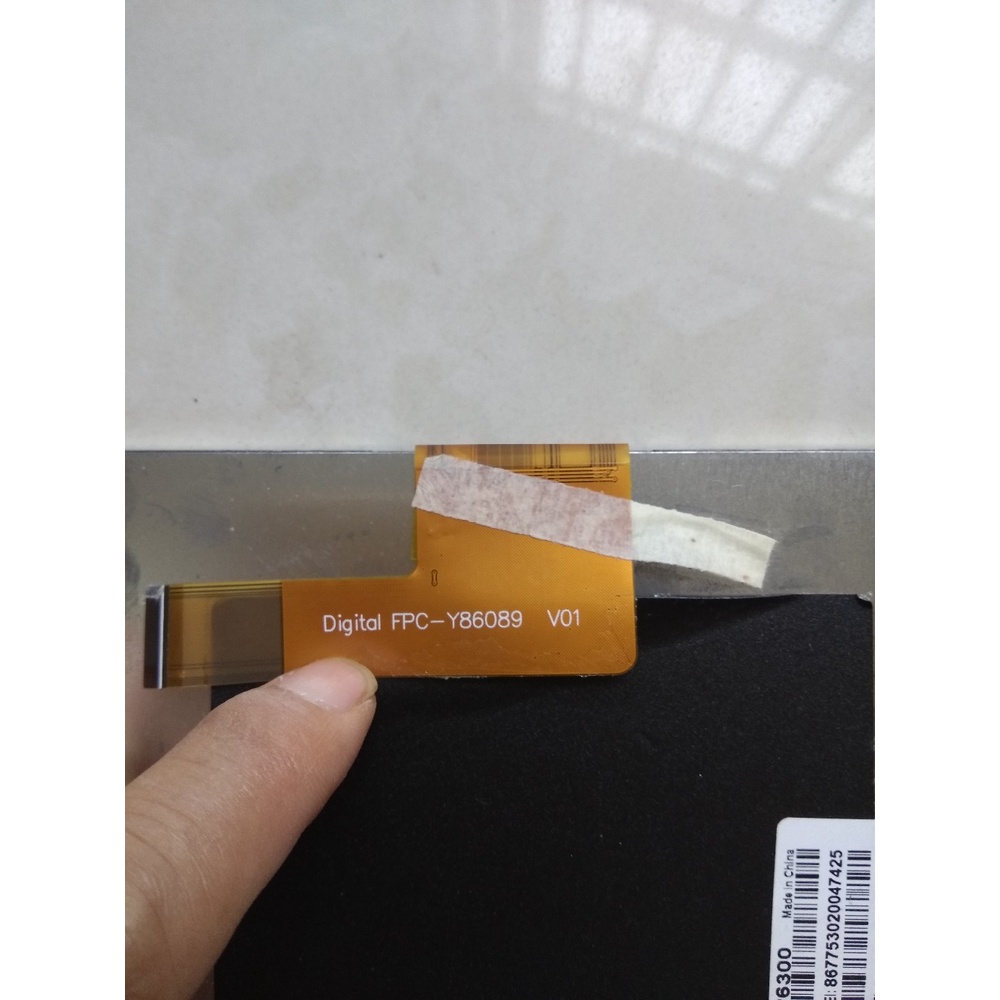 Digital FPC-Y86089 V01
Made in China
6300
: 867753020047425